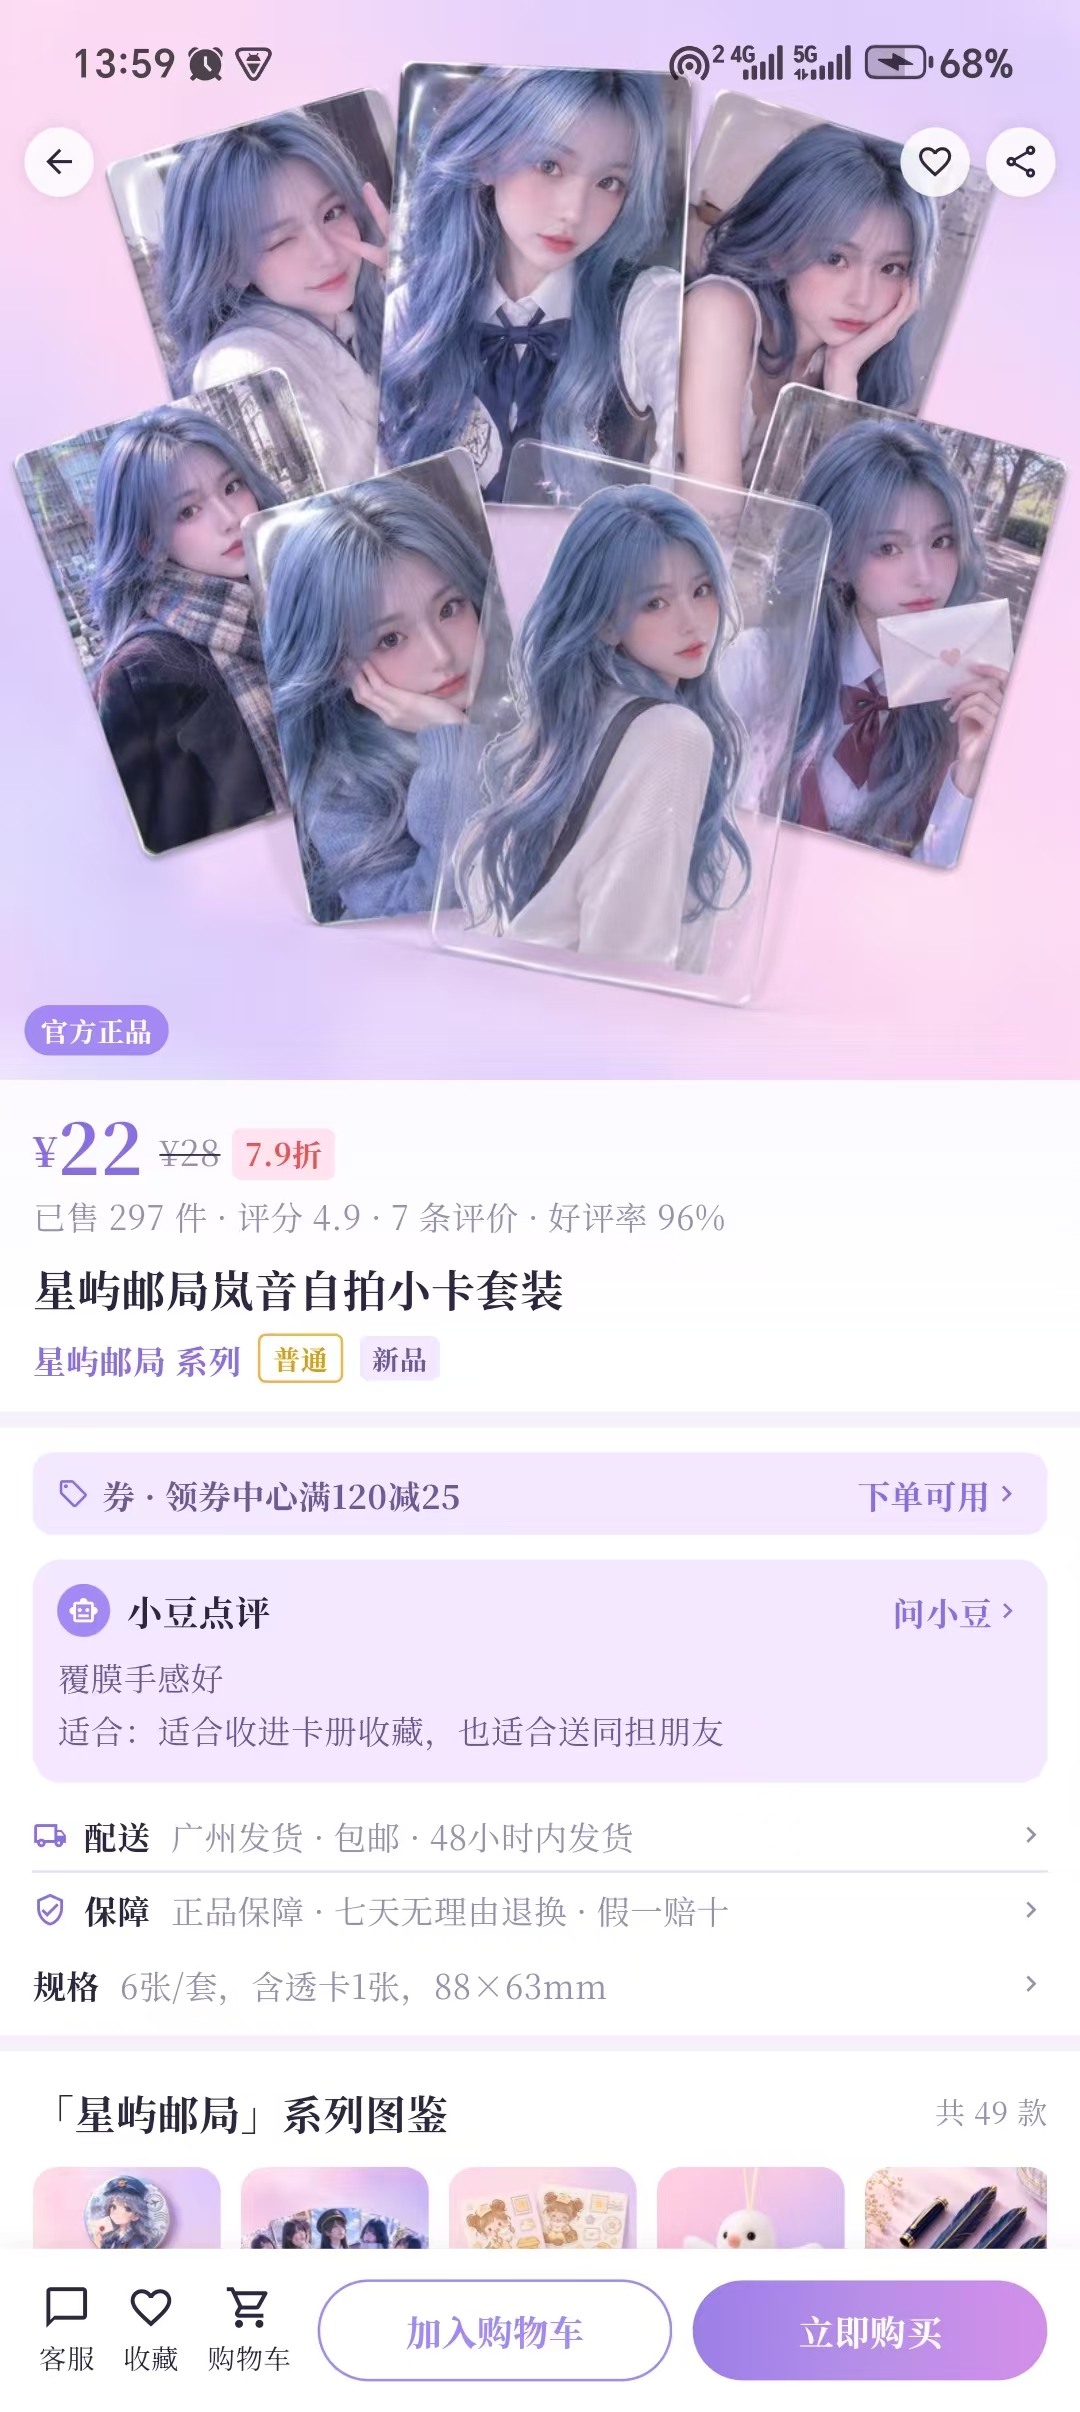 13:59
2 4G 5G 68%
官方正品
¥22 ¥28 7.9折
已售 297 件 · 评分 4.9 · 7 条评价 · 好评率 96%
星屿邮局岚音自拍小卡套装
星屿邮局 系列 普通 新品
券 · 领券中心满120减25 下单可用
小豆点评 问小豆
覆膜手感好
适合：适合收进卡册收藏，也适合送同担朋友
配送 广州发货 · 包邮 · 48小时内发货
保障 正品保障 · 七天无理由退换 · 假一赔十
规格 6张/套，含透卡1张，88×63mm
「星屿邮局」系列图鉴 共 49 款
客服 收藏 购物车 加入购物车 立即购买